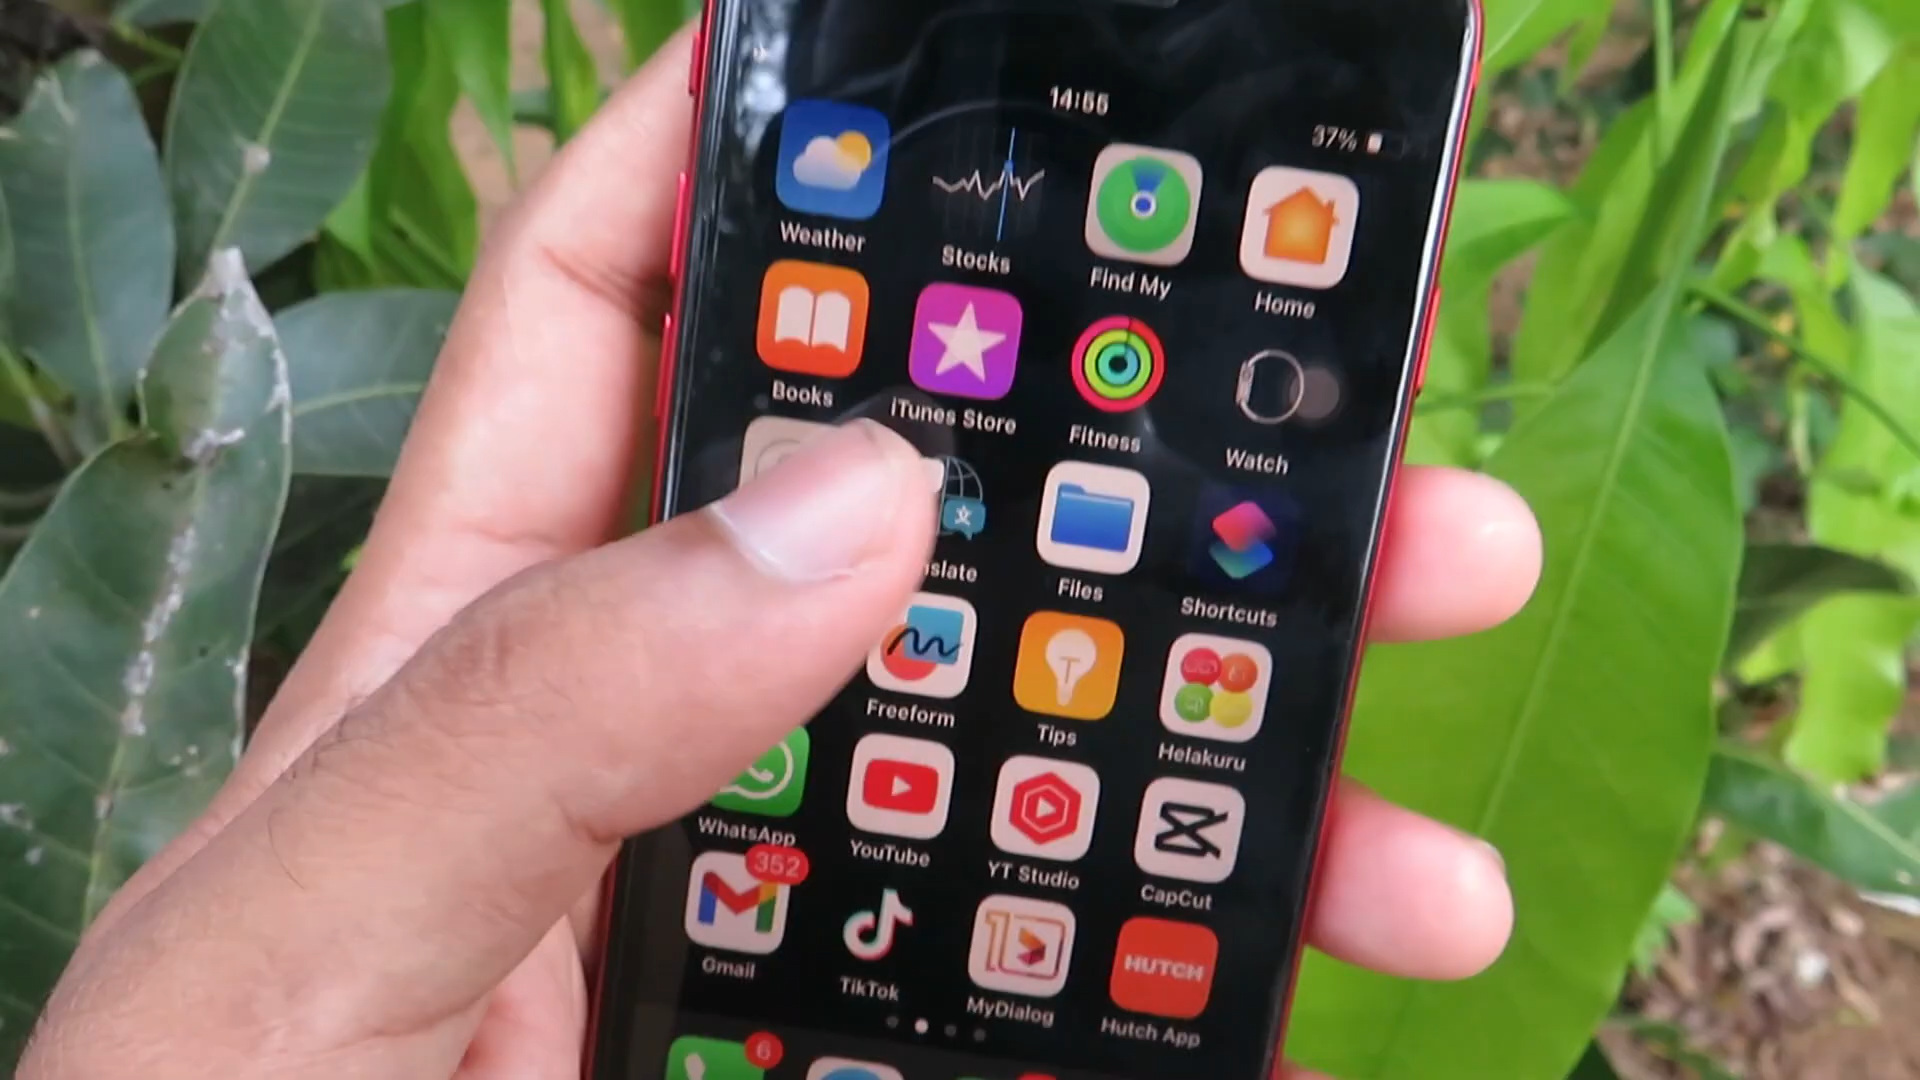 14:55
37%
Weather
Stocks
Find My
Home
Books
iTunes Store
Fitness
Watch
slate
Files
Shortcuts
Freeform
Tips
Helakuru
WhatsApp
YouTube
YT Studio
CapCut
352
HUTCH
Gmail
TikTok
MyDialog
Hutch App
6